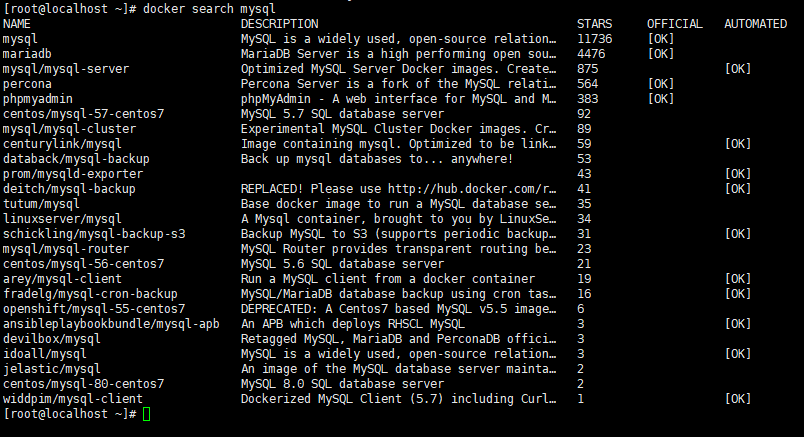 [root@localhost ~]# docker search mysql
NAME DESCRIPTION STARS OFFICIAL AUTOMATED
mysql MySQL is a widely used, open-source relation… 11736 [OK]
mariadb MariaDB Server is a high performing open sou… 4476 [OK]
mysql/mysql-server Optimized MySQL Server Docker images. Create… 875 [OK]
percona Percona Server is a fork of the MySQL relati… 564 [OK]
phpmyadmin phpMyAdmin - A web interface for MySQL and M… 383 [OK]
centos/mysql-57-centos7 MySQL 5.7 SQL database server 92
mysql/mysql-cluster Experimental MySQL Cluster Docker images. Cr… 89
centurylink/mysql Image containing mysql. Optimized to be link… 59 [OK]
databack/mysql-backup Back up mysql databases to... anywhere! 53
prom/mysqld-exporter 43 [OK]
deitch/mysql-backup REPLACED! Please use http://hub.docker.com/r… 41 [OK]
tutum/mysql Base docker image to run a MySQL database se… 35
linuxserver/mysql A Mysql container, brought to you by LinuxSe… 34
schickling/mysql-backup-s3 Backup MySQL to S3 (supports periodic backup… 31 [OK]
mysql/mysql-router MySQL Router provides transparent routing be… 23
centos/mysql-56-centos7 MySQL 5.6 SQL database server 21
arey/mysql-client Run a MySQL client from a docker container 19 [OK]
fradelg/mysql-cron-backup MySQL/MariaDB database backup using cron tas… 16 [OK]
openshift/mysql-55-centos7 DEPRECATED: A Centos7 based MySQL v5.5 image… 6
ansibleplaybookbundle/mysql-apb An APB which deploys RHSCL MySQL 3 [OK]
devilbox/mysql Retagged MySQL, MariaDB and PerconaDB offici… 3
idoall/mysql MySQL is a widely used, open-source relation… 3 [OK]
jelastic/mysql An image of the MySQL database server mainta… 2
centos/mysql-80-centos7 MySQL 8.0 SQL database server 2
widdpim/mysql-client Dockerized MySQL Client (5.7) including Curl… 1 [OK]
[root@localhost ~]#